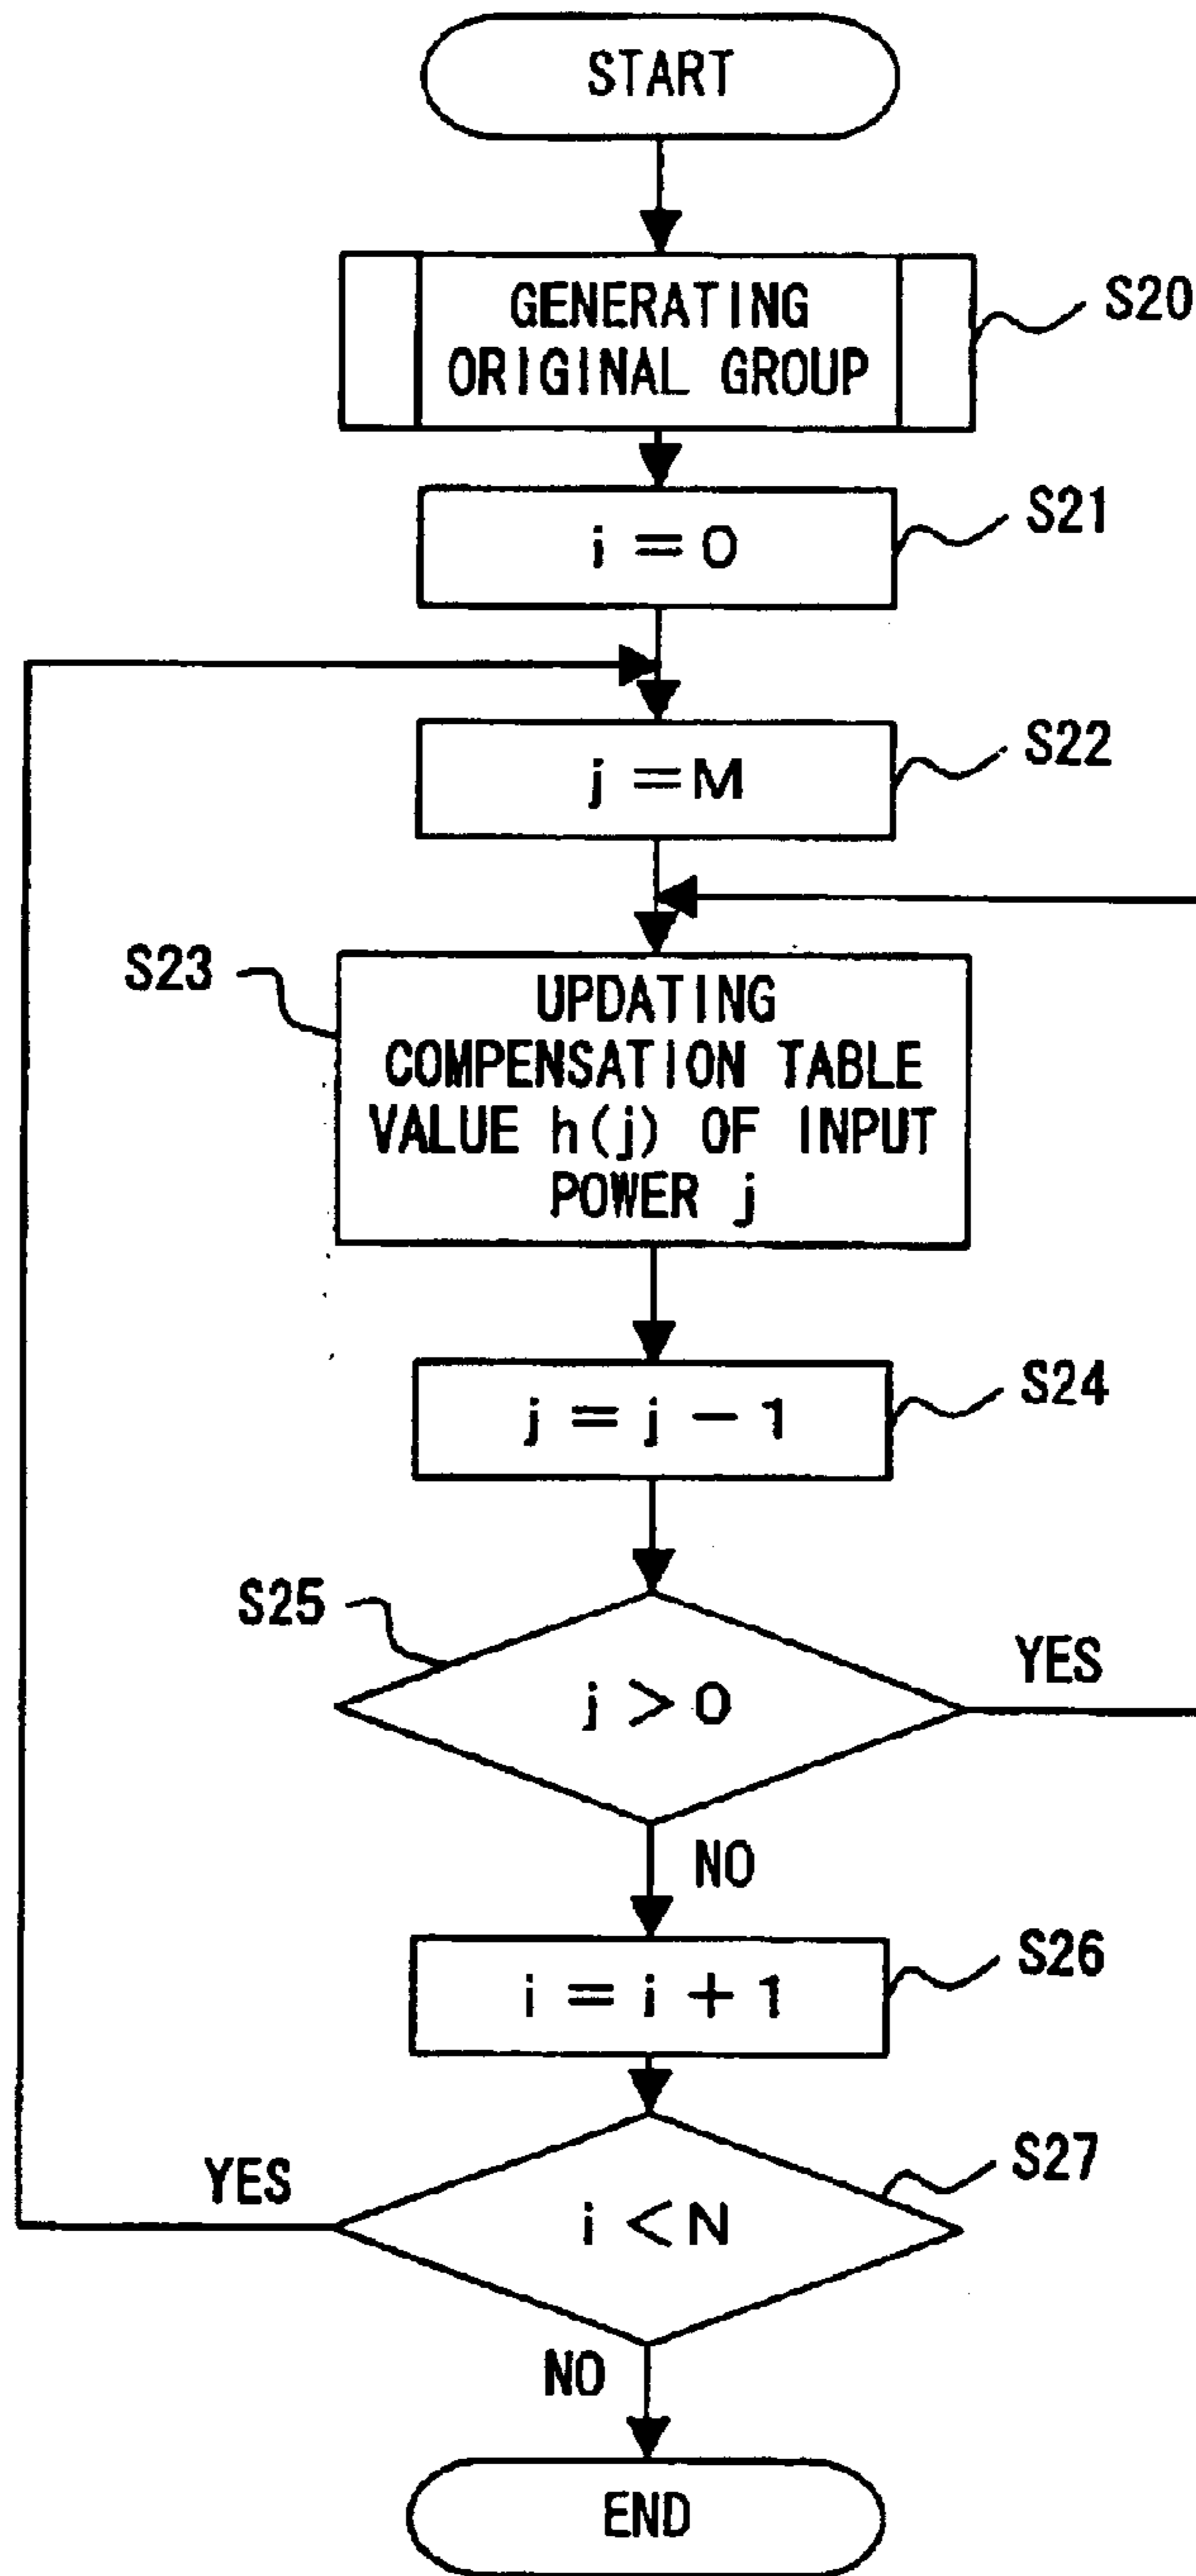 START
GENERATING
ORIGINAL GROUP
S20
i = 0
S21
j = M
S22
S23
UPDATING
COMPENSATION TABLE
VALUE h(j) OF INPUT
POWER j
j = j - 1
S24
S25
j > 0
YES
NO
i = i + 1
S26
YES
i < N
S27
NO
END